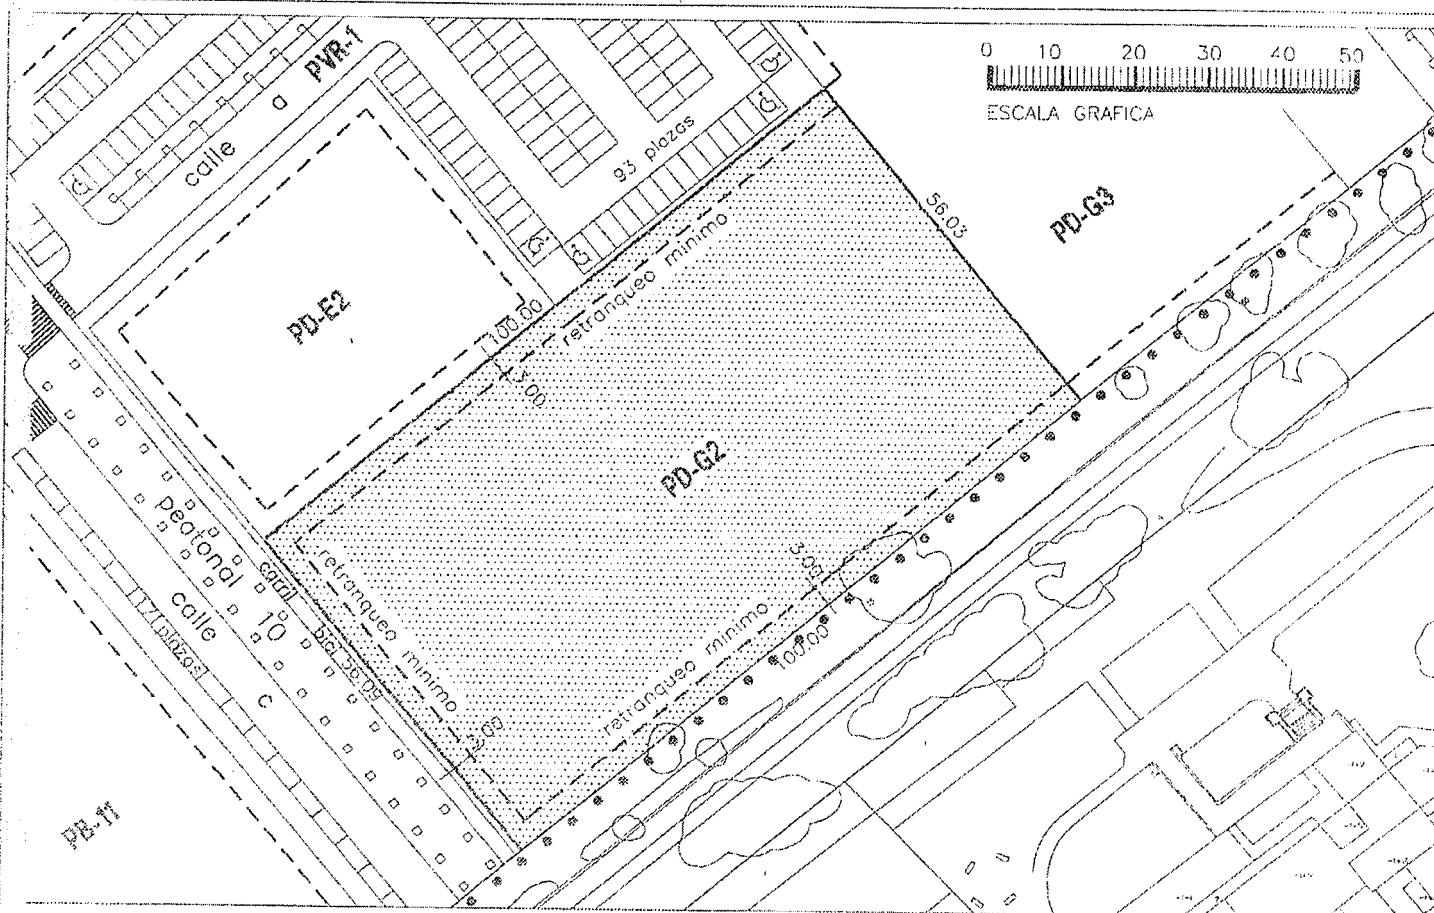 0 10 20 30 40 50
ESCALA GRAFICA
PVR-1
calle a
93 plazas
PD-E2
100.00
3.00
retranqueo minimo
56.03
PD-G3
PD-G2
peatonal 10
carril bici 56.09
calle c
171 plazas
retranqueo minimo
3.00
retranqueo minimo
3.00
100.00
PB-11